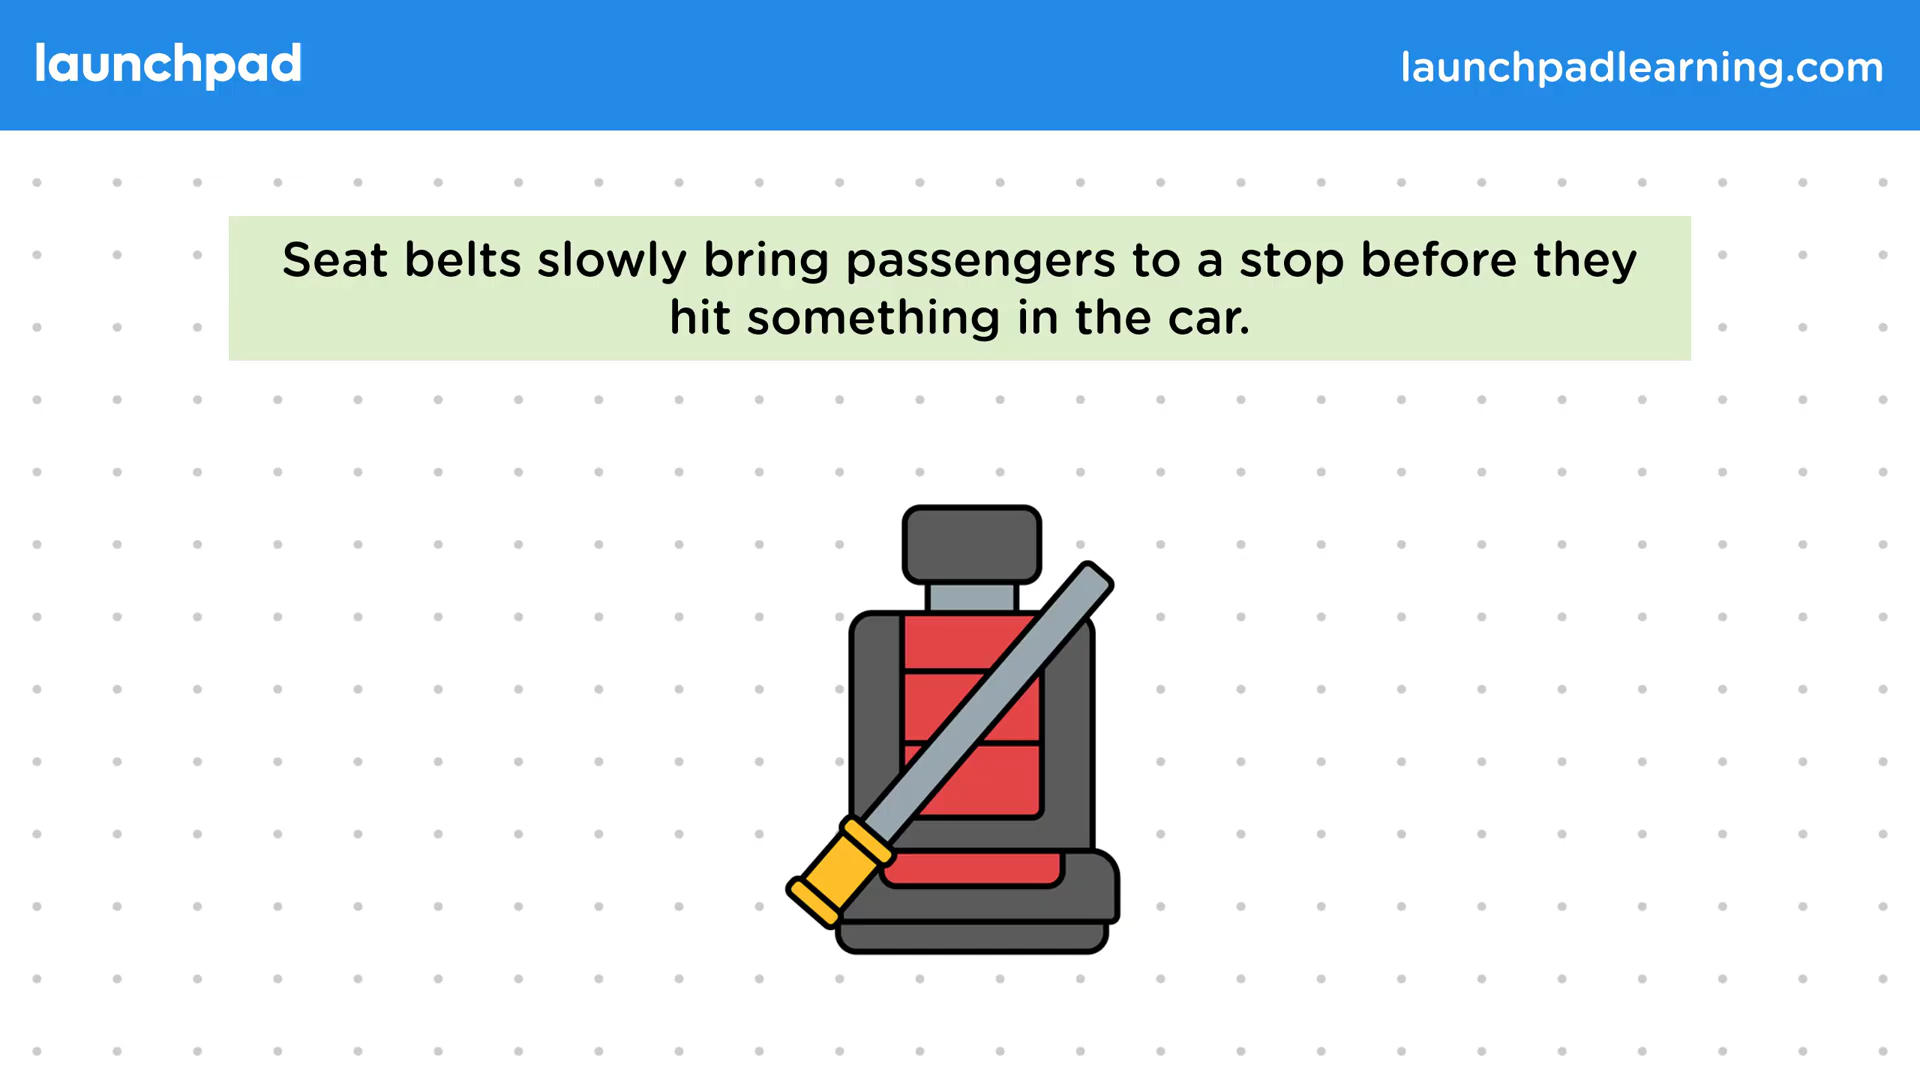 launchpad
launchpadlearning.com
Seat belts slowly bring passengers to a stop before they
hit something in the car.